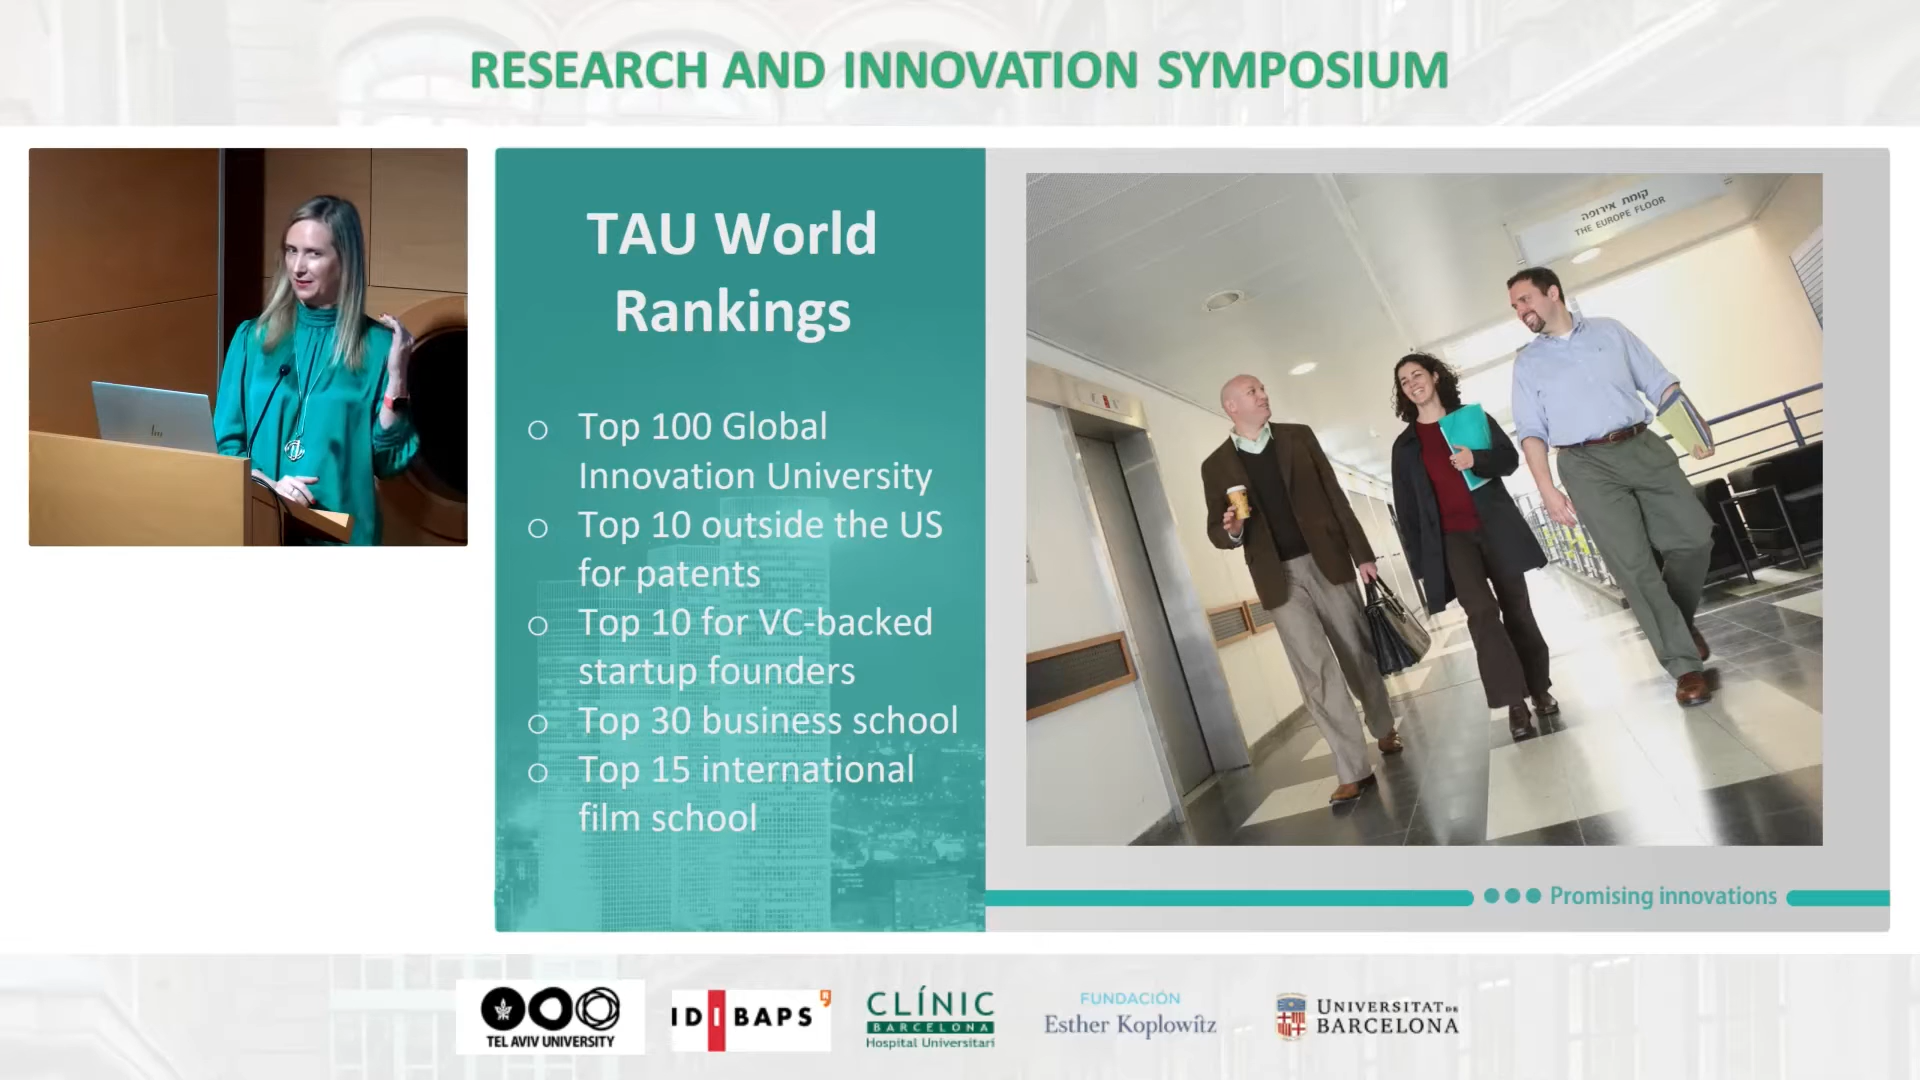 RESEARCH AND INNOVATION SYMPOSIUM
TAU World
Rankings
○ Top 100 Global
Innovation University
○ Top 10 outside the US
for patents
○ Top 10 for VC-backed
startup founders
○ Top 30 business school
○ Top 15 international
film school
קומת אירופה
THE EUROPE FLOOR
Promising innovations
hp
TEL AVIV UNIVERSITY
IDIBAPS
CLÍNIC
BARCELONA
Hospital Universitari
FUNDACIÓN
Esther Koplowitz
UNIVERSITAT DE
BARCELONA